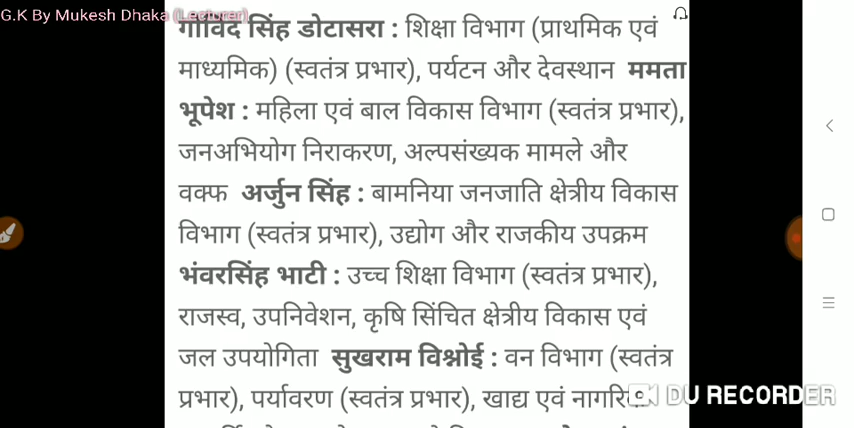 G.K By Mukesh Dhaka (Lecturer)
गोविंद सिंह डोटासरा : शिक्षा विभाग (प्राथमिक एवं
माध्यमिक) (स्वतंत्र प्रभार), पर्यटन और देवस्थान ममता
भूपेश : महिला एवं बाल विकास विभाग (स्वतंत्र प्रभार),
जनअभियोग निराकरण, अल्पसंख्यक मामले और
वक्फ अर्जुन सिंह : बामनिया जनजाति क्षेत्रीय विकास
विभाग (स्वतंत्र प्रभार), उद्योग और राजकीय उपक्रम
भंवरसिंह भाटी : उच्च शिक्षा विभाग (स्वतंत्र प्रभार),
राजस्व, उपनिवेशन, कृषि सिंचित क्षेत्रीय विकास एवं
जल उपयोगिता सुखराम विश्नोई : वन विभाग (स्वतंत्र
प्रभार), पर्यावरण (स्वतंत्र प्रभार), खाद्य एवं
DU RECORDER